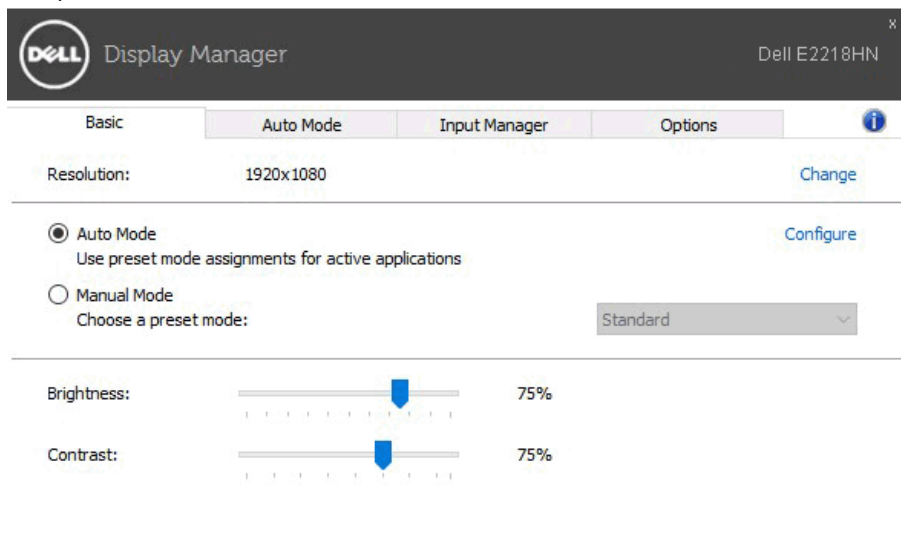 DELL Display Manager
x
Dell E2218HN
Basic Auto Mode Input Manager Options i
Resolution: 1920x1080 Change
Auto Mode Configure
Use preset mode assignments for active applications
Manual Mode
Choose a preset mode: Standard
Brightness: 75%
Contrast: 75%